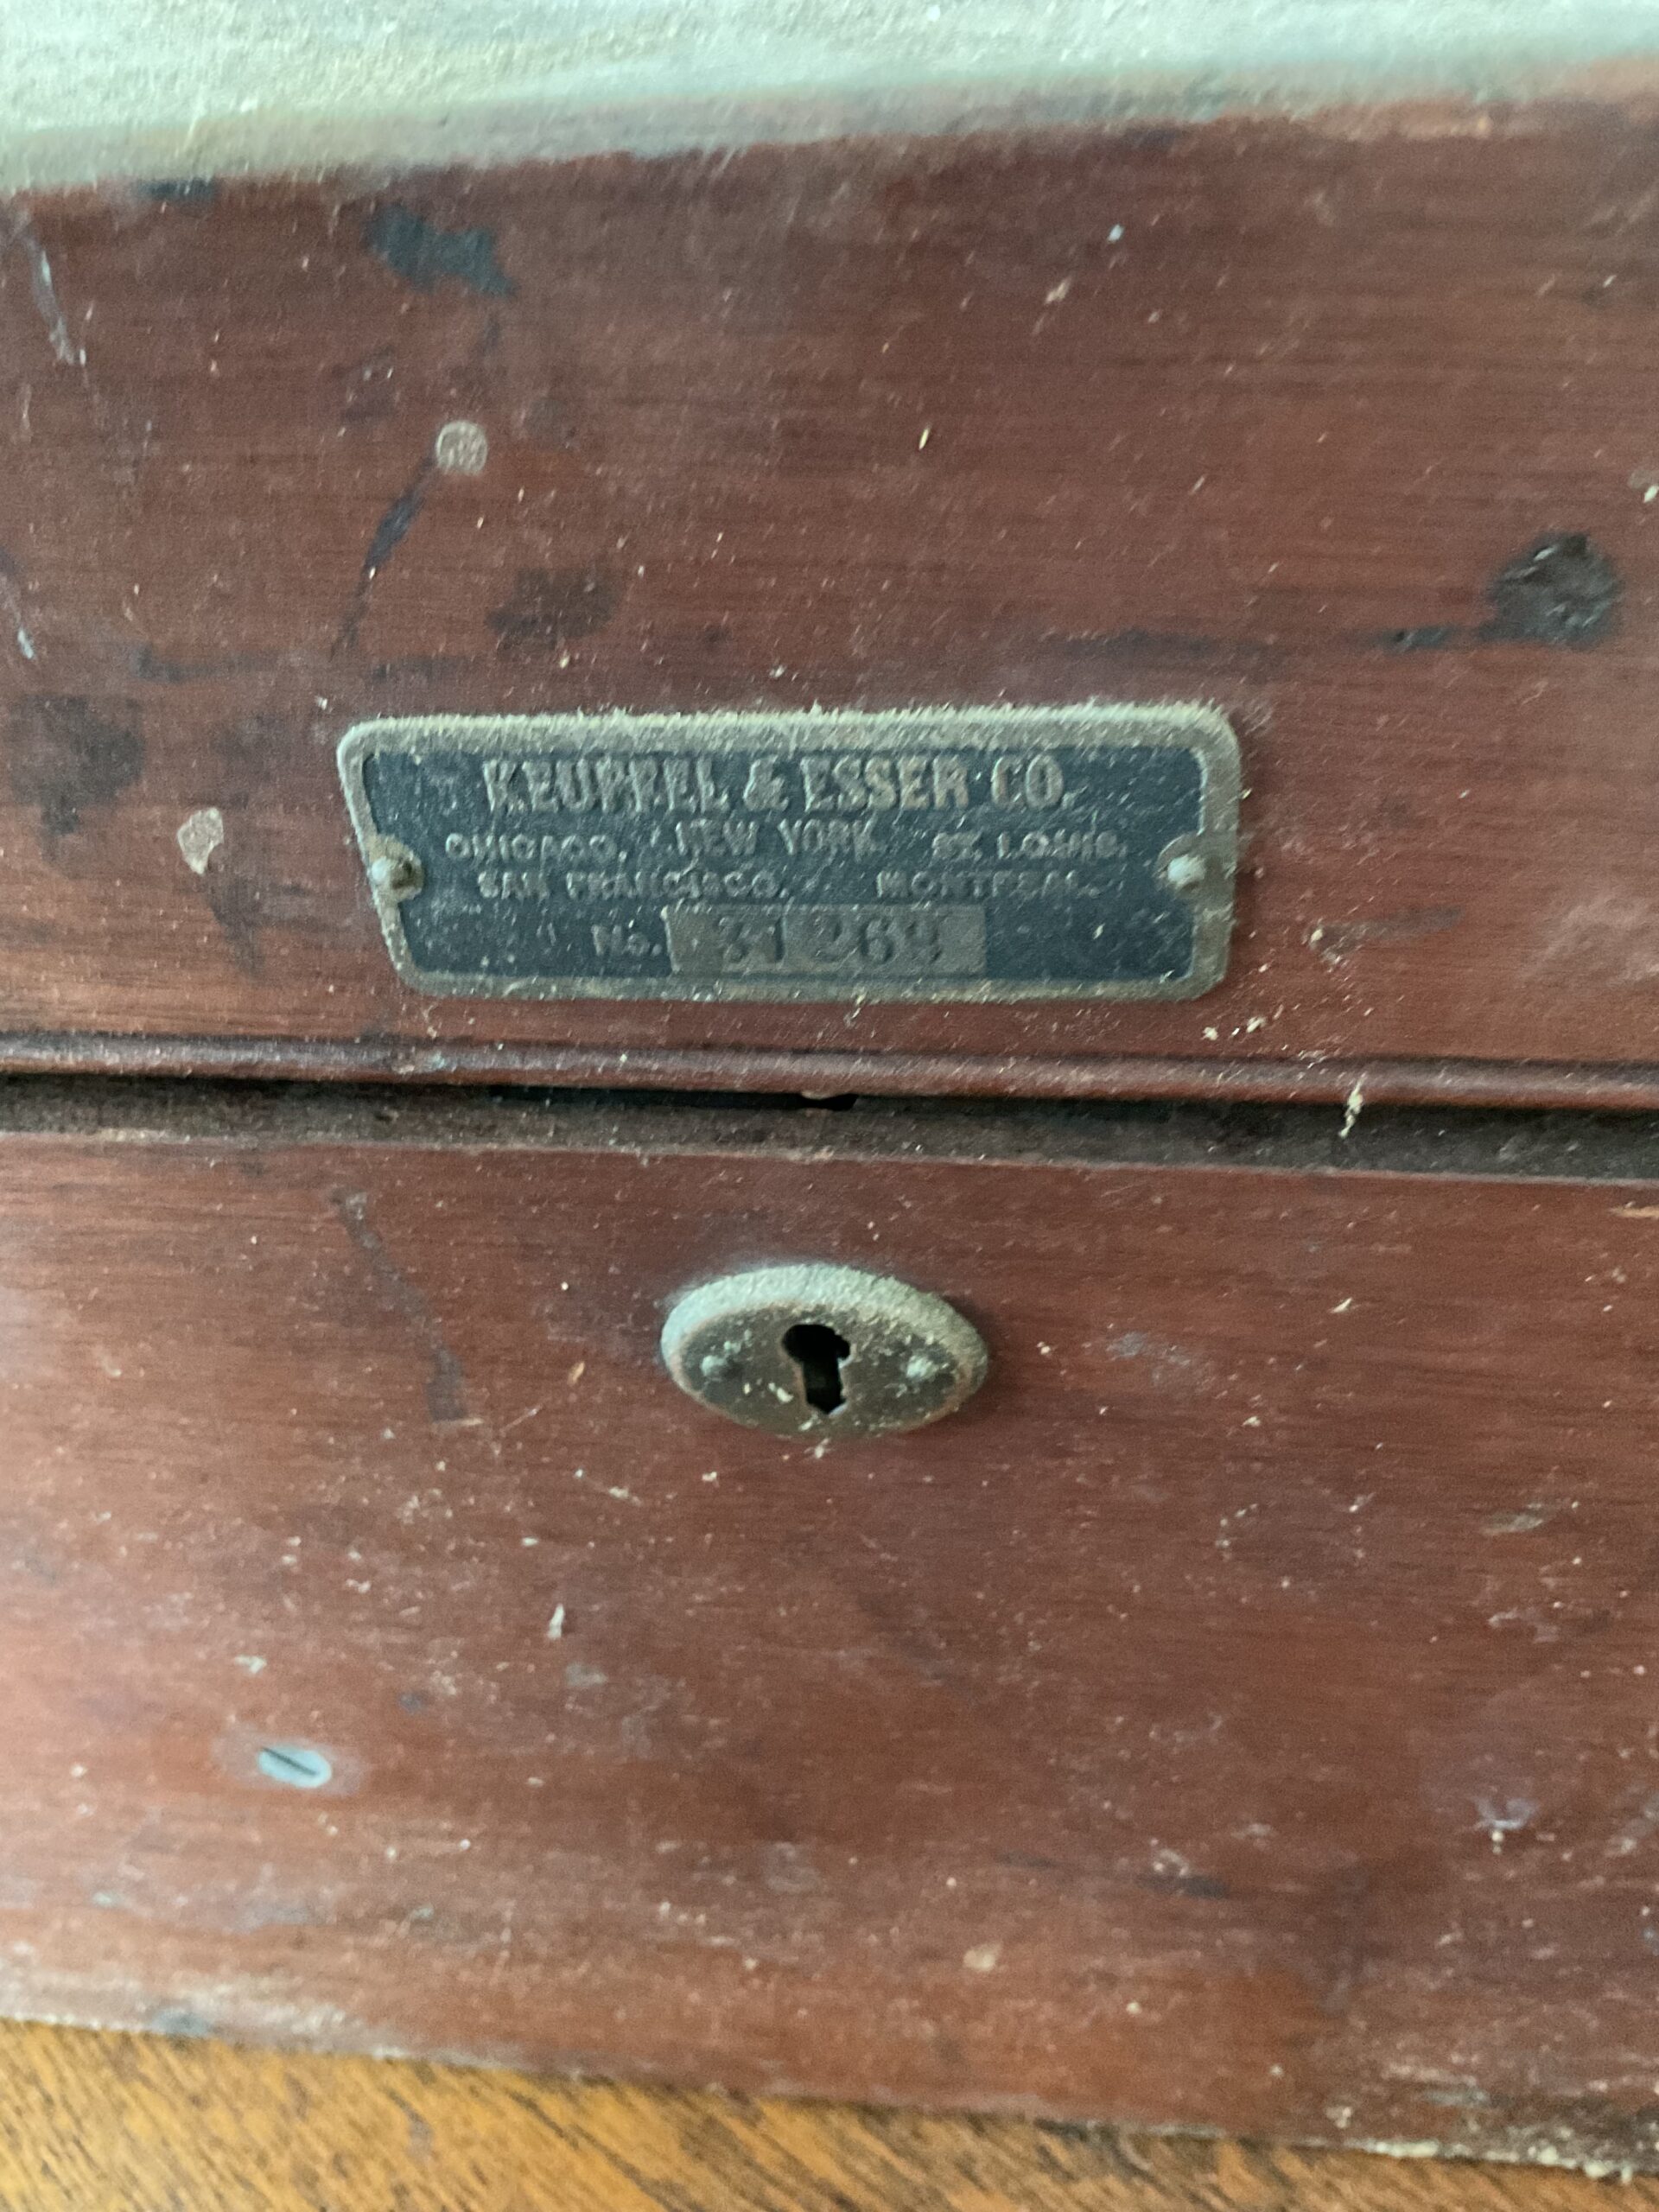 KEUFFEL & ESSER CO.
CHICAGO. NEW YORK. ST. LOUIS.
SAN FRANCISCO. MONTREAL.
No. 31269